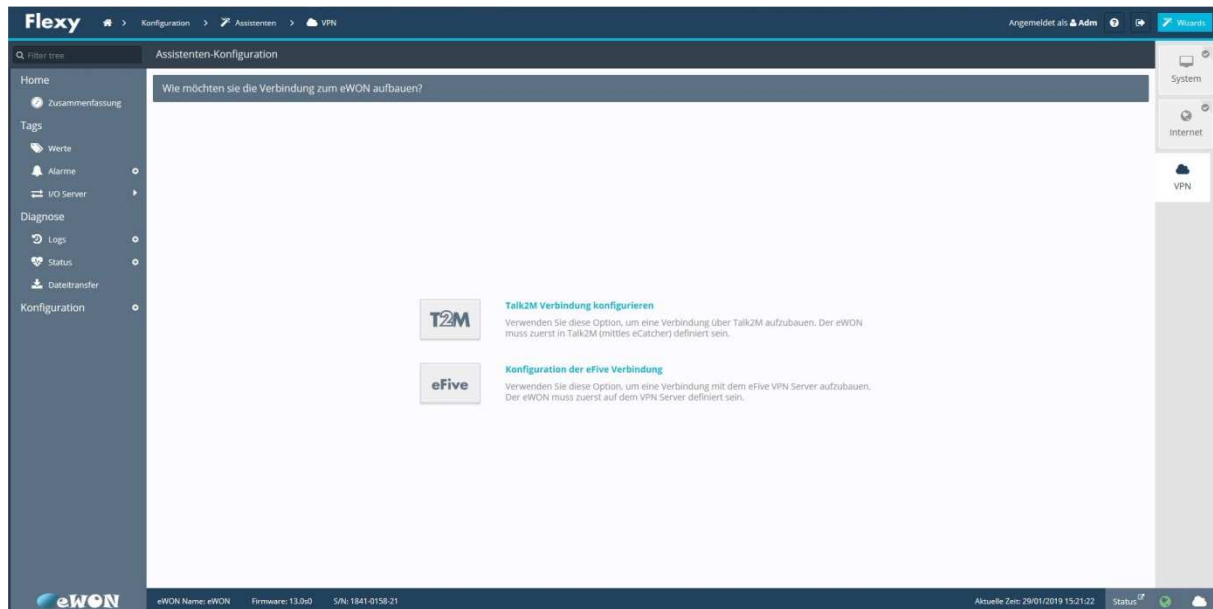 Flexy > Konfiguration > Assistenten > VPN
Angemeldet als Adm
Wizards
Filter tree
Assistenten-Konfiguration
System
Internet
VPN
Home
Zusammenfassung
Tags
Werte
Alarme
I/O Server
Diagnose
Logs
Status
Dateitransfer
Konfiguration
Wie möchten sie die Verbindung zum eWON aufbauen?
T2M
Talk2M Verbindung konfigurieren
Verwenden Sie diese Option, um eine Verbindung über Talk2M aufzubauen. Der eWON
muss zuerst in Talk2M (mittles eCatcher) definiert sein.
eFive
Konfiguration der eFive Verbindung
Verwenden Sie diese Option, um eine Verbindung mit dem eFive VPN Server aufzubauen.
Der eWON muss zuerst auf dem VPN Server definiert sein.
eWON
eWON Name: eWON Firmware: 13.0s0 S/N: 1841-0158-21
Aktuelle Zeit: 29/01/2019 15:21:22 Status